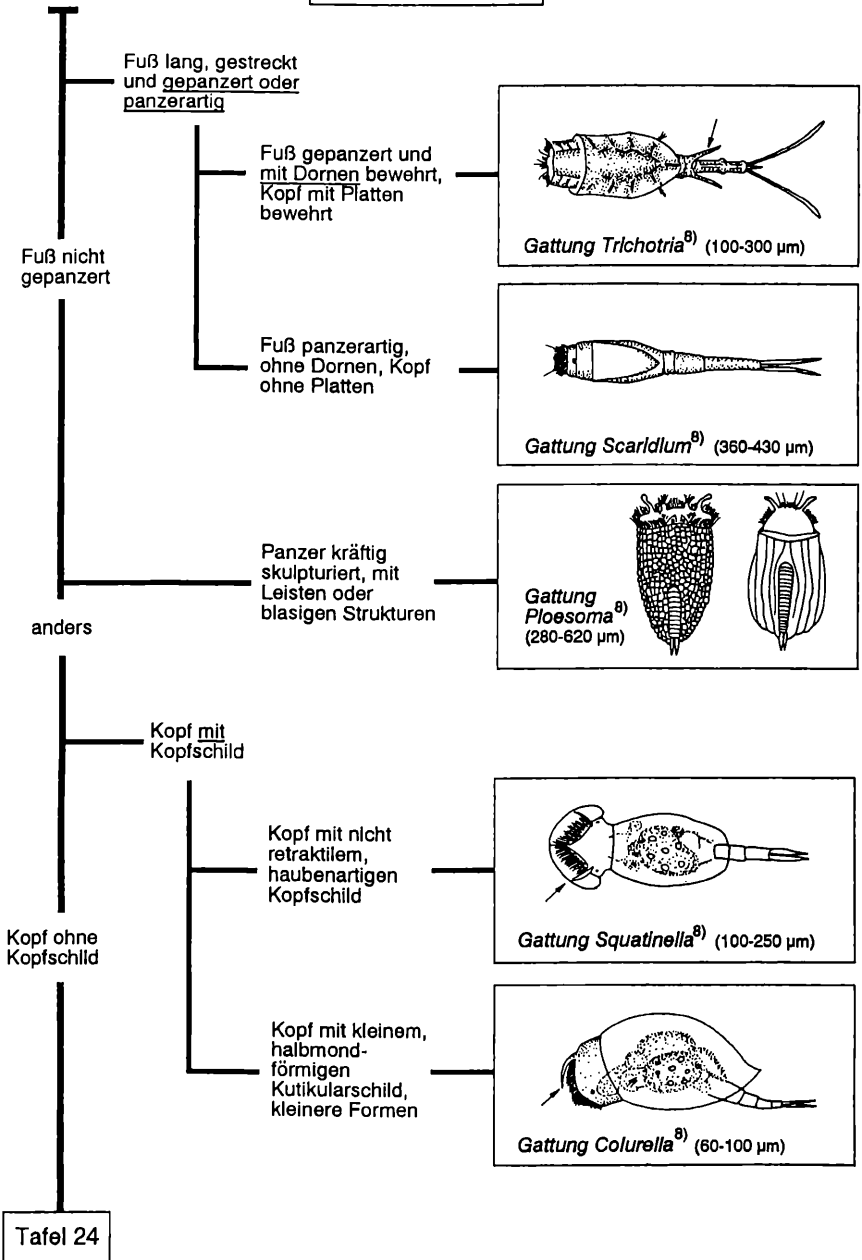 Fuß lang, gestreckt
und gepanzert oder
panzerartig
Fuß gepanzert und
mit Dornen bewehrt,
Kopf mit Platten
bewehrt
Gattung Trichotria⁸⁾ (100-300 µm)
Fuß nicht
gepanzert
Fuß panzerartig,
ohne Dornen, Kopf
ohne Platten
Gattung Scaridium⁸⁾ (360-430 µm)
Panzer kräftig
skulpturiert, mit
Leisten oder
blasigen Strukturen
Gattung
Ploesoma⁸⁾
(280-620 µm)
anders
Kopf mit
Kopfschild
Kopf mit nicht
retraktilem,
haubenartigen
Kopfschild
Gattung Squatinella⁸⁾ (100-250 µm)
Kopf ohne
Kopfschild
Kopf mit kleinem,
halbmond-
förmigen
Kutikularschild,
kleinere Formen
Gattung Colurella⁸⁾ (60-100 µm)
Tafel 24